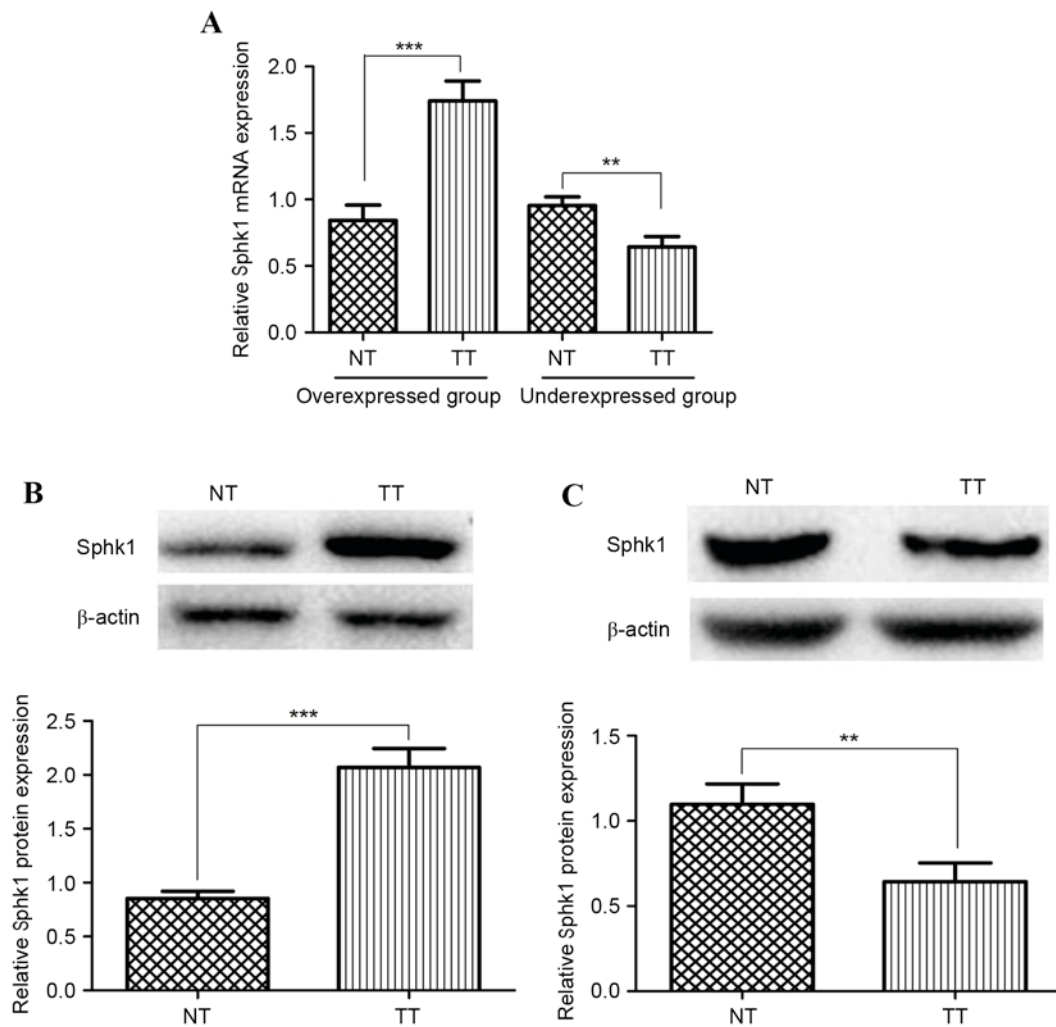 A
***
2.0
1.5
**
1.0
0.5
0.0
Relative Sphk1 mRNA expression
NT TT NT TT
Overexpressed group Underexpressed group
B
NT TT
Sphk1
β-actin
***
2.5
2.0
1.5
1.0
0.5
0.0
Relative Sphk1 protein expression
NT TT
C
NT TT
Sphk1
β-actin
**
1.5
1.0
0.5
0.0
Relative Sphk1 protein expression
NT TT